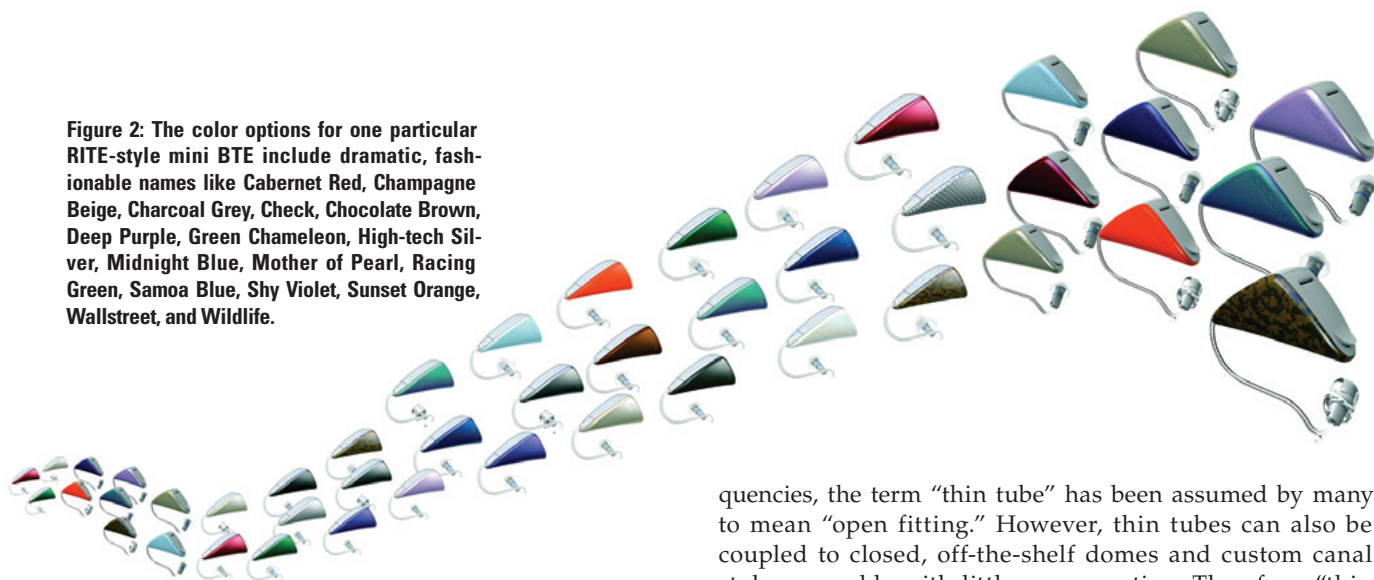 Figure 2: The color options for one particular
RITE-style mini BTE include dramatic, fash-
ionable names like Cabernet Red, Champagne
Beige, Charcoal Grey, Check, Chocolate Brown,
Deep Purple, Green Chameleon, High-tech Sil-
ver, Midnight Blue, Mother of Pearl, Racing
Green, Samoa Blue, Shy Violet, Sunset Orange,
Wallstreet, and Wildlife.
quencies, the term “thin tube” has been assumed by many
to mean “open fitting.” However, thin tubes can also be
coupled to closed, off-the-shelf domes and custom canal